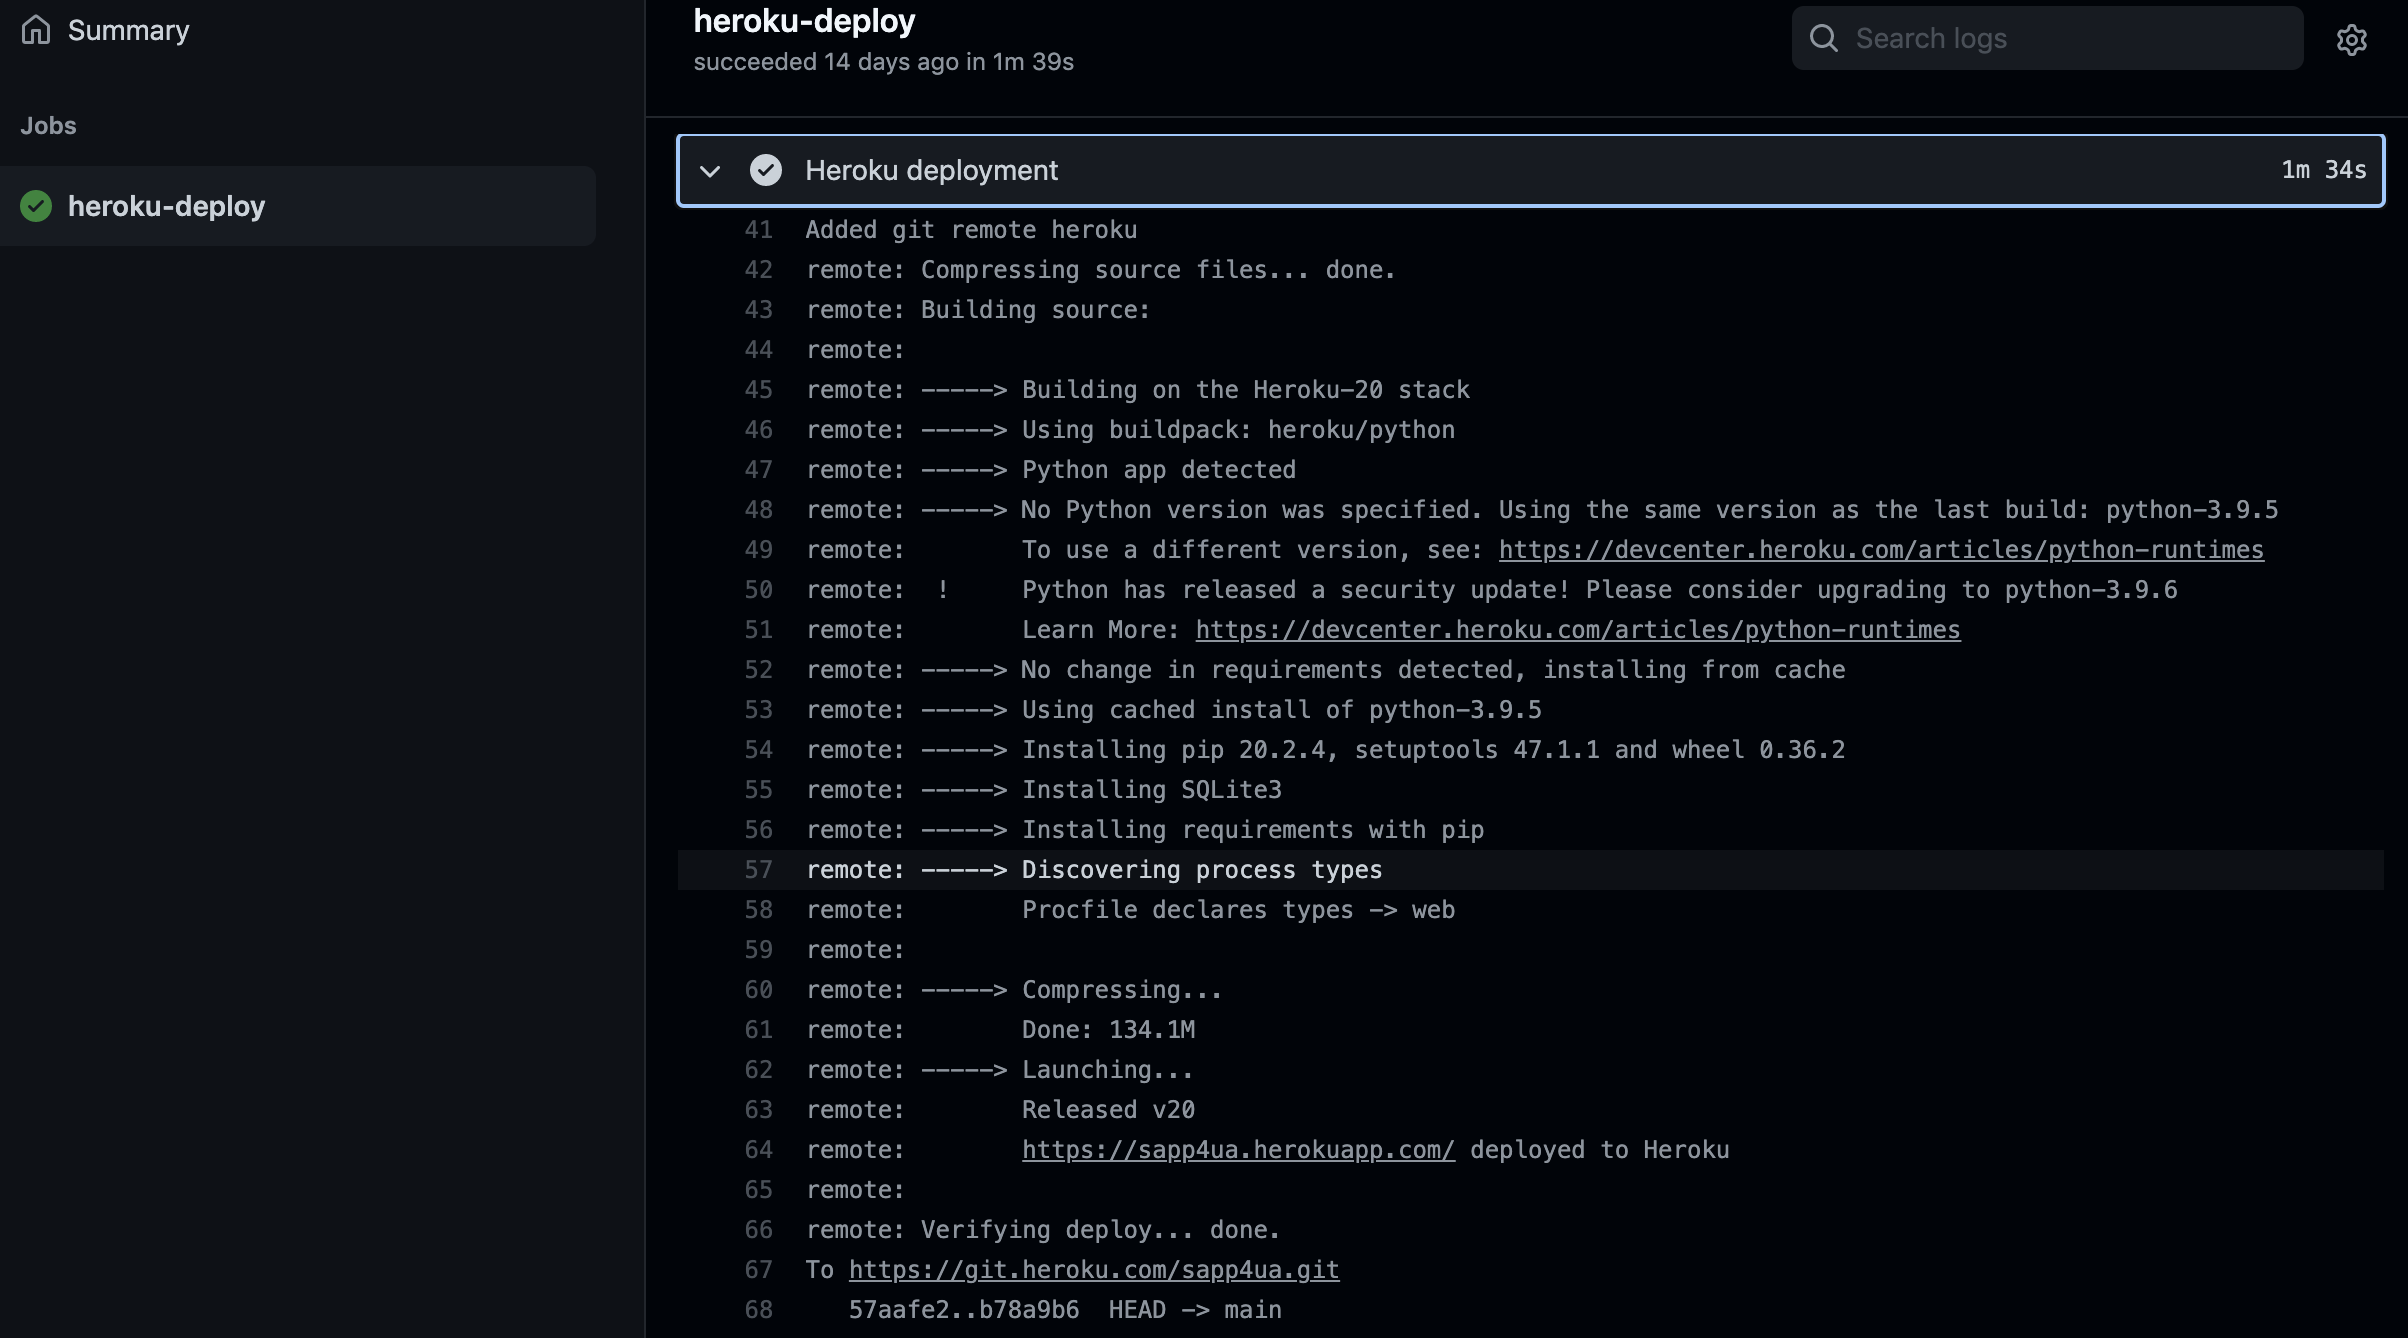 Summary
Jobs
heroku-deploy
heroku-deploy
succeeded 14 days ago in 1m 39s
Search logs
Heroku deployment 1m 34s
41 Added git remote heroku
42 remote: Compressing source files... done.
43 remote: Building source:
44 remote:
45 remote: -----> Building on the Heroku-20 stack
46 remote: -----> Using buildpack: heroku/python
47 remote: -----> Python app detected
48 remote: -----> No Python version was specified. Using the same version as the last build: python-3.9.5
49 remote:        To use a different version, see: https://devcenter.heroku.com/articles/python-runtimes
50 remote:  !     Python has released a security update! Please consider upgrading to python-3.9.6
51 remote:        Learn More: https://devcenter.heroku.com/articles/python-runtimes
52 remote: -----> No change in requirements detected, installing from cache
53 remote: -----> Using cached install of python-3.9.5
54 remote: -----> Installing pip 20.2.4, setuptools 47.1.1 and wheel 0.36.2
55 remote: -----> Installing SQLite3
56 remote: -----> Installing requirements with pip
57 remote: -----> Discovering process types
58 remote:        Procfile declares types -> web
59 remote:
60 remote: -----> Compressing...
61 remote:        Done: 134.1M
62 remote: -----> Launching...
63 remote:        Released v20
64 remote:        https://sapp4ua.herokuapp.com/ deployed to Heroku
65 remote:
66 remote: Verifying deploy... done.
67 To https://git.heroku.com/sapp4ua.git
68    57aafe2..b78a9b6  HEAD -> main